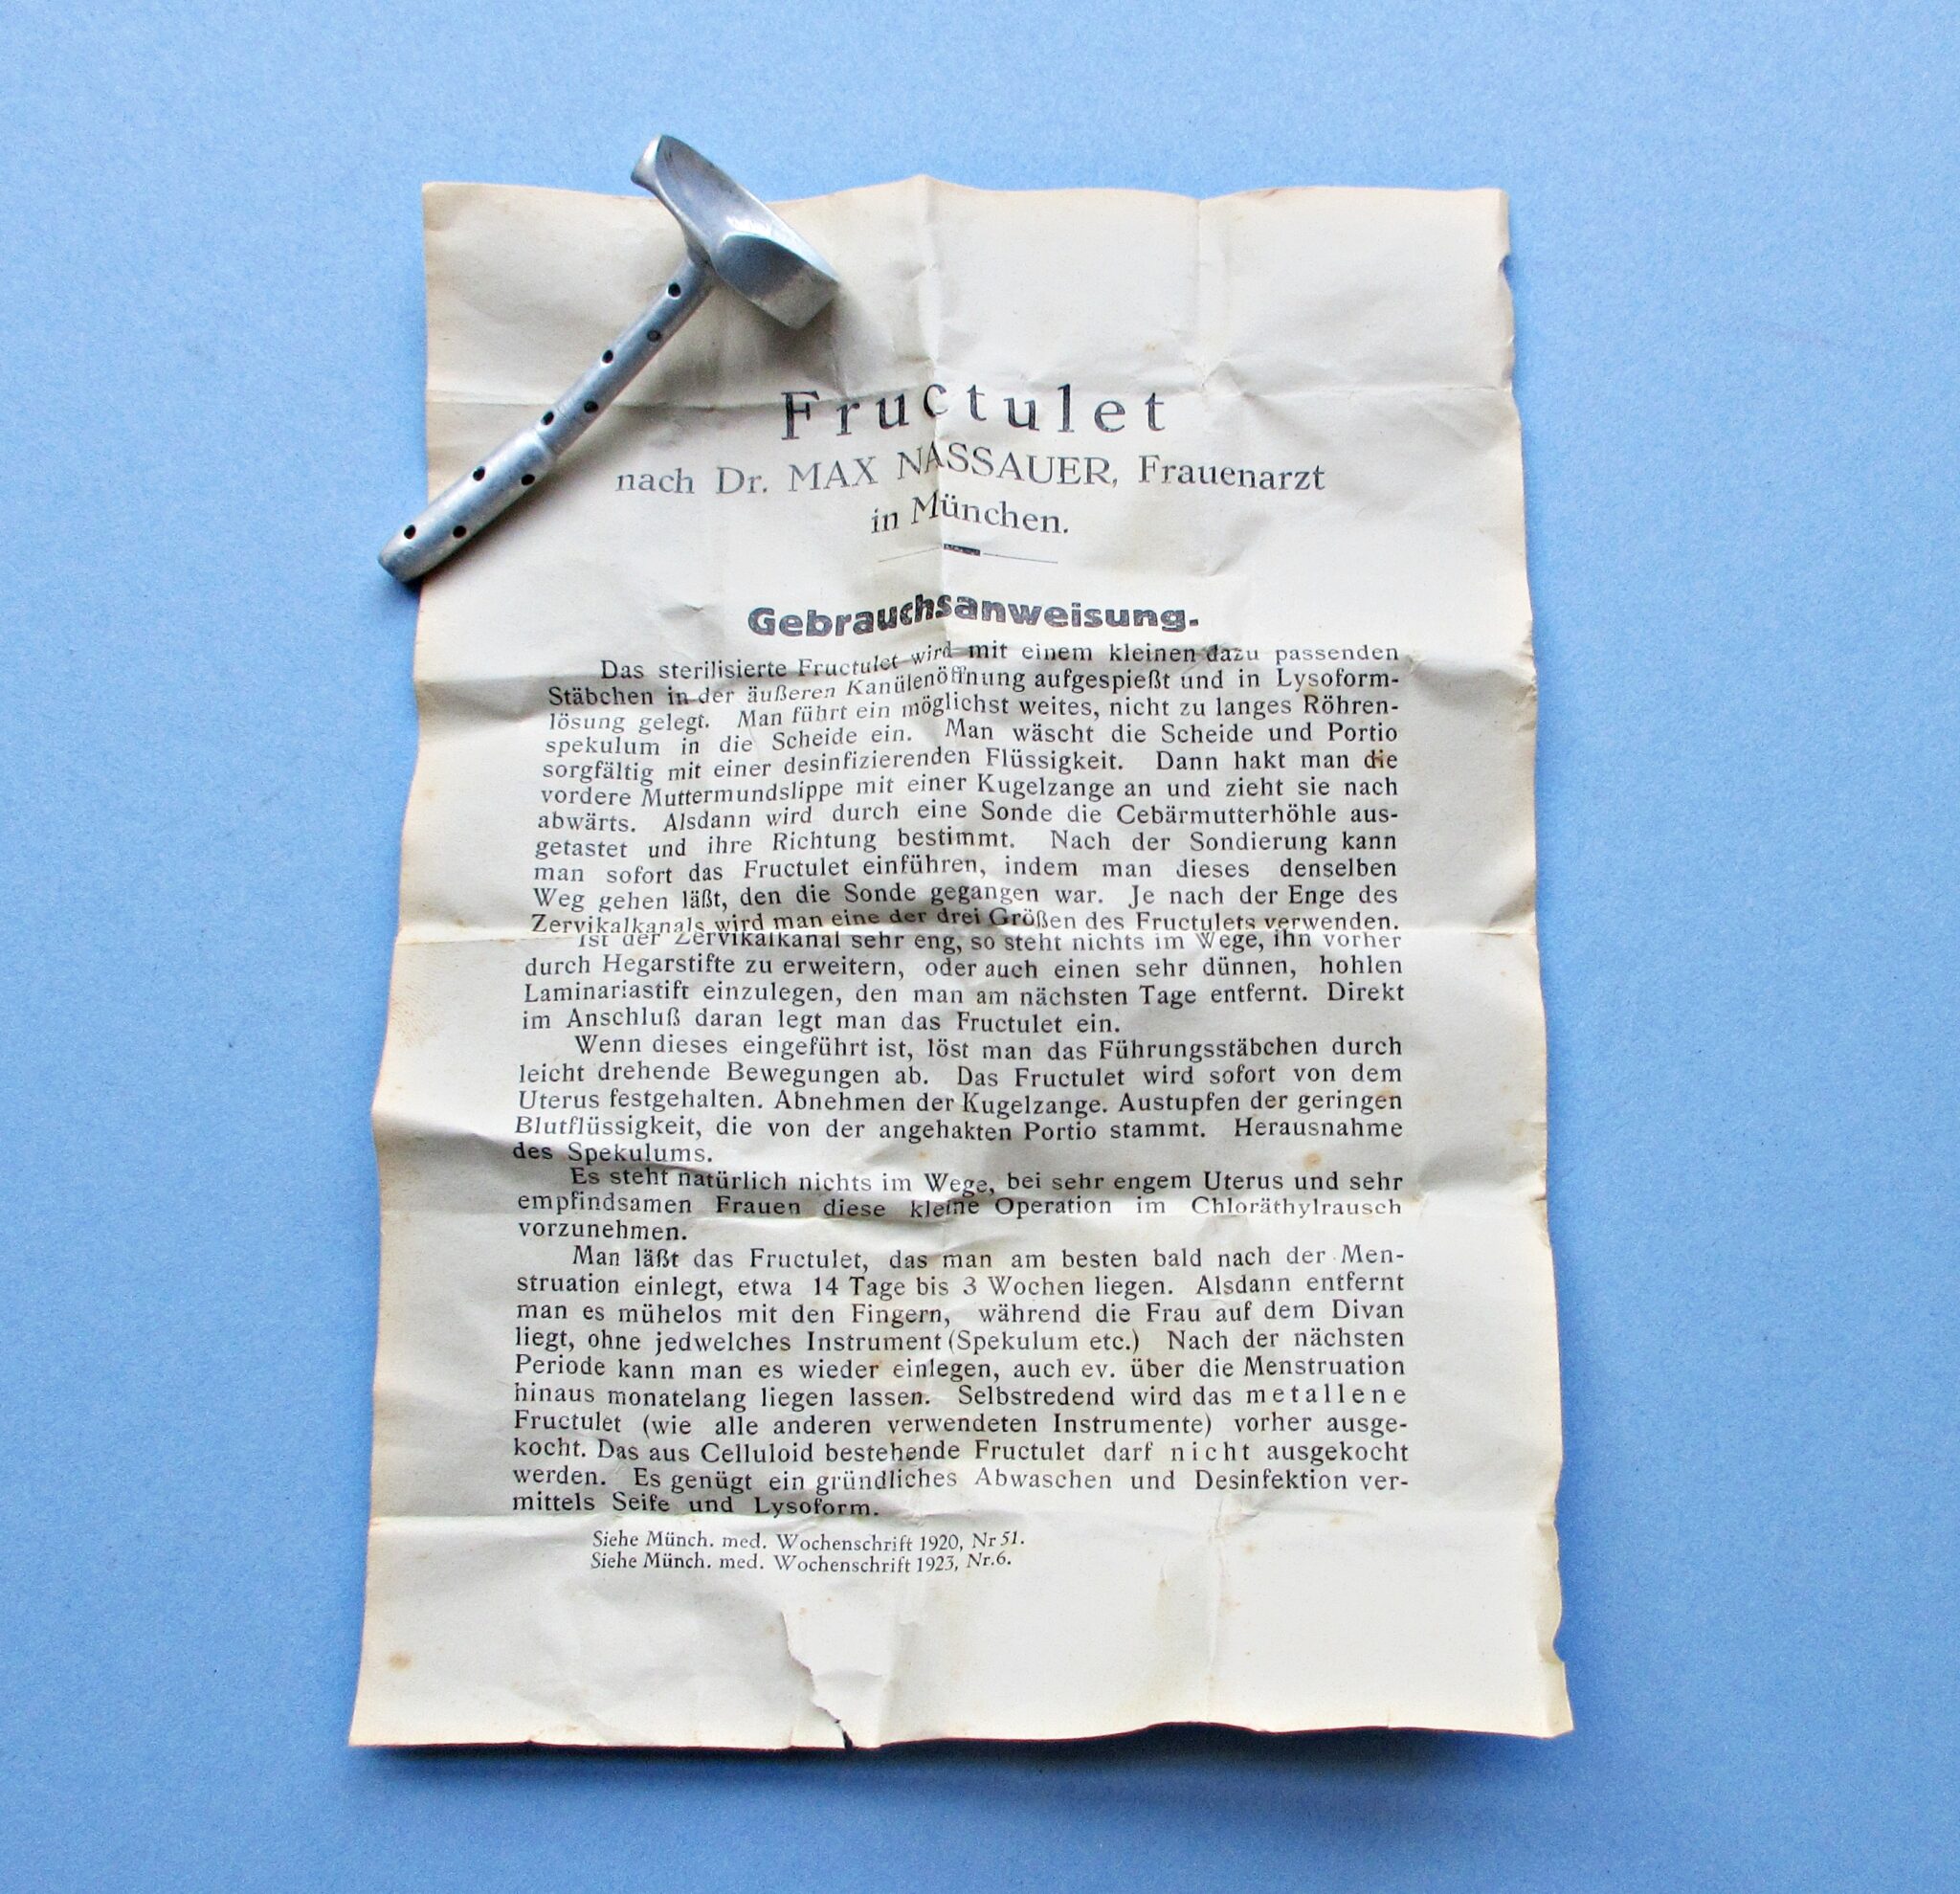 Fructulet
nach Dr. MAX NASSAUER, Frauenarzt
in München.
Gebrauchsanweisung.
Das sterilisierte Fructulet wird mit einem kleinen dazu passenden
Stäbchen in der äußeren Kanülenöffnung aufgespießt und in Lysoform-
lösung gelegt. Man führt ein möglichst weites, nicht zu langes Röhren-
spekulum in die Scheide ein. Man wäscht die Scheide und Portio
sorgfältig mit einer desinfizierenden Flüssigkeit. Dann hakt man die
vordere Muttermundslippe mit einer Kugelzange an und zieht sie nach
abwärts. Alsdann wird durch eine Sonde die Cebärmutterhöhle aus-
getastet und ihre Richtung bestimmt. Nach der Sondierung kann
man sofort das Fructulet einführen, indem man dieses denselben
Weg gehen läßt, den die Sonde gegangen war. Je nach der Enge des
Zervikalkanals wird man eine der drei Größen des Fructulets verwenden.
Ist der Zervikalkanal sehr eng, so steht nichts im Wege, ihn vorher
durch Hegarstifte zu erweitern, oder auch einen sehr dünnen, hohlen
Laminariastift einzulegen, den man am nächsten Tage entfernt. Direkt
im Anschluß daran legt man das Fructulet ein.
Wenn dieses eingeführt ist, löst man das Führungsstäbchen durch
leicht drehende Bewegungen ab. Das Fructulet wird sofort von dem
Uterus festgehalten. Abnehmen der Kugelzange. Austupfen der geringen
Blutflüssigkeit, die von der angehakten Portio stammt. Herausnahme
des Spekulums.
Es steht natürlich nichts im Wege, bei sehr engem Uterus und sehr
empfindsamen Frauen diese kleine Operation im Chloräthylrausch
vorzunehmen.
Man läßt das Fructulet, das man am besten bald nach der Men-
struation einlegt, etwa 14 Tage bis 3 Wochen liegen. Alsdann entfernt
man es mühelos mit den Fingern, während die Frau auf dem Divan
liegt, ohne jedwelches Instrument (Spekulum etc.) Nach der nächsten
Periode kann man es wieder einlegen, auch ev. über die Menstruation
hinaus monatelang liegen lassen. Selbstredend wird das metallene
Fructulet (wie alle anderen verwendeten Instrumente) vorher ausge-
kocht. Das aus Celluloid bestehende Fructulet darf nicht ausgekocht
werden. Es genügt ein gründliches Abwaschen und Desinfektion ver-
mittels Seife und Lysoform.
Siehe Münch. med. Wochenschrift 1920, Nr 51.
Siehe Münch. med. Wochenschrift 1923, Nr. 6.